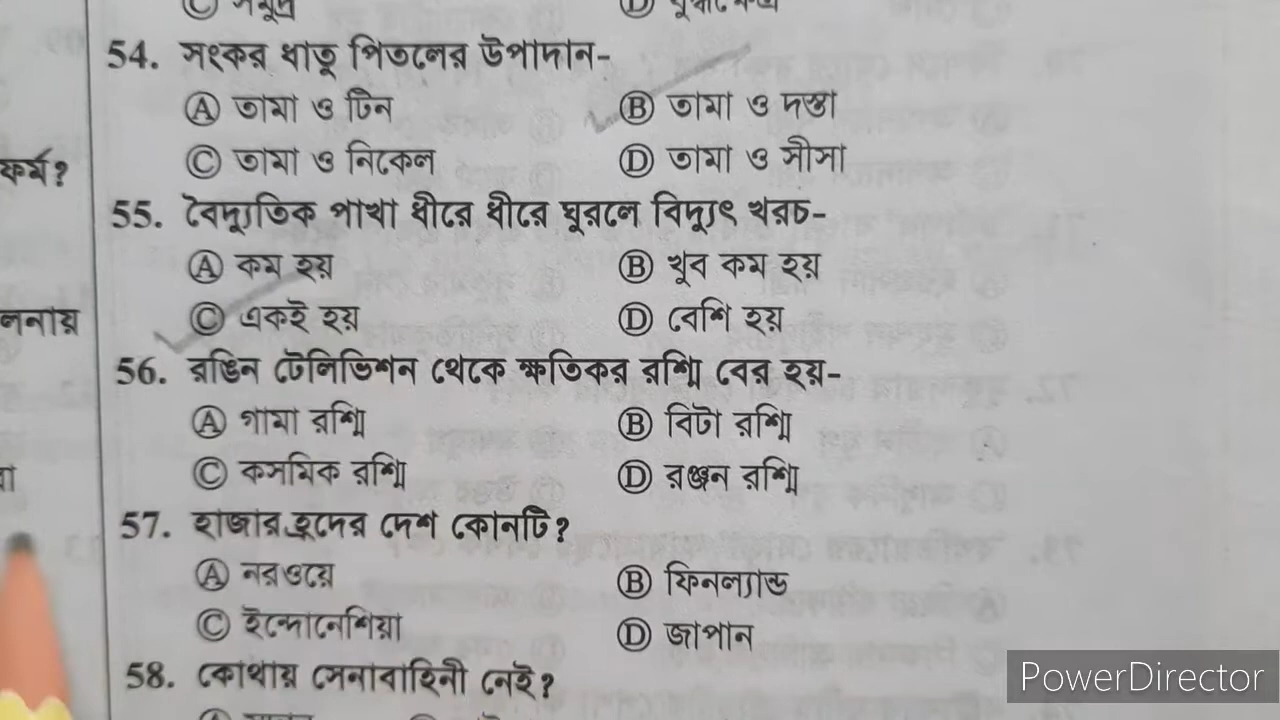 Ⓒ সমুদ্র
54. সংকর ধাতু পিতলের উপাদান-
Ⓐ তামা ও টিন Ⓑ তামা ও দস্তা
Ⓒ তামা ও নিকেল Ⓓ তামা ও সীসা
ফর্ম?
55. বৈদ্যুতিক পাখা ধীরে ধীরে ঘুরলে বিদ্যুৎ খরচ-
Ⓐ কম হয় Ⓑ খুব কম হয়
Ⓒ একই হয় Ⓓ বেশি হয়
লনায়
56. রঙিন টেলিভিশন থেকে ক্ষতিকর রশ্মি বের হয়-
Ⓐ গামা রশ্মি Ⓑ বিটা রশ্মি
Ⓒ কসমিক রশ্মি Ⓓ রঞ্জন রশ্মি
57. হাজার হ্রদের দেশ কোনটি?
Ⓐ নরওয়ে Ⓑ ফিনল্যান্ড
Ⓒ ইন্দোনেশিয়া Ⓓ জাপান
58. কোথায় সেনাবাহিনী নেই?
PowerDirector